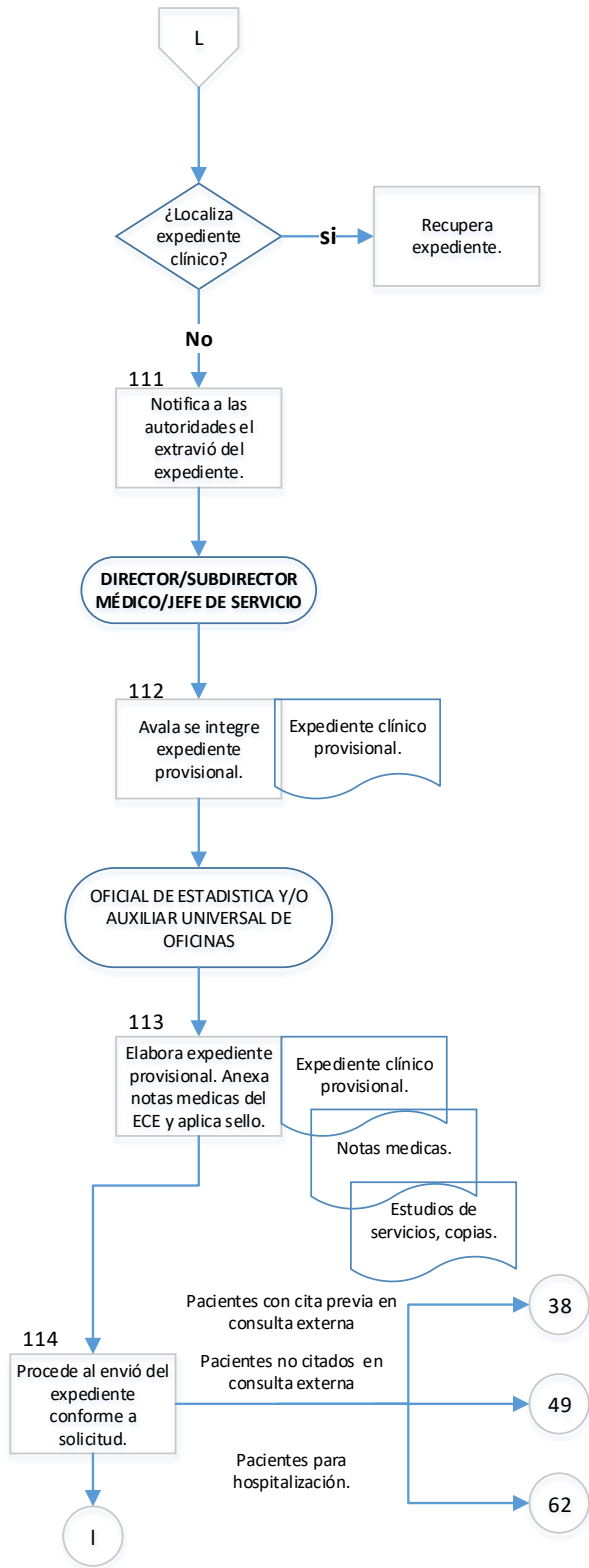 L
¿Localiza
expediente
clínico?
si
Recupera
expediente.
No
111
Notifica a las
autoridades el
extravió del
expediente.
DIRECTOR/SUBDIRECTOR
MÉDICO/JEFE DE SERVICIO
112
Avala se integre
expediente
provisional.
Expediente clínico
provisional.
OFICIAL DE ESTADISTICA Y/O
AUXILIAR UNIVERSAL DE
OFICINAS
113
Elabora expediente
provisional. Anexa
notas medicas del
ECE y aplica sello.
Expediente clínico
provisional.
Notas medicas.
Estudios de
servicios, copias.
114
Procede al envió del
expediente
conforme a
solicitud.
Pacientes con cita previa en
consulta externa
38
Pacientes no citados en
consulta externa
49
Pacientes para
hospitalización.
62
I